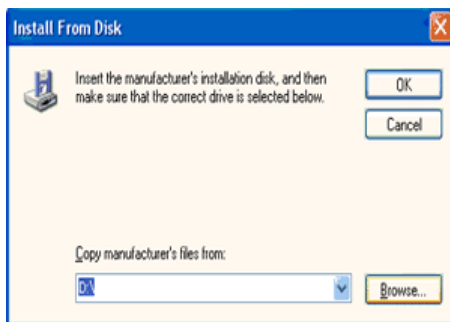 Install From Disk
Insert the manufacturer's installation disk, and then
make sure that the correct drive is selected below.
OK
Cancel
Copy manufacturer's files from:
D:\
Browse...